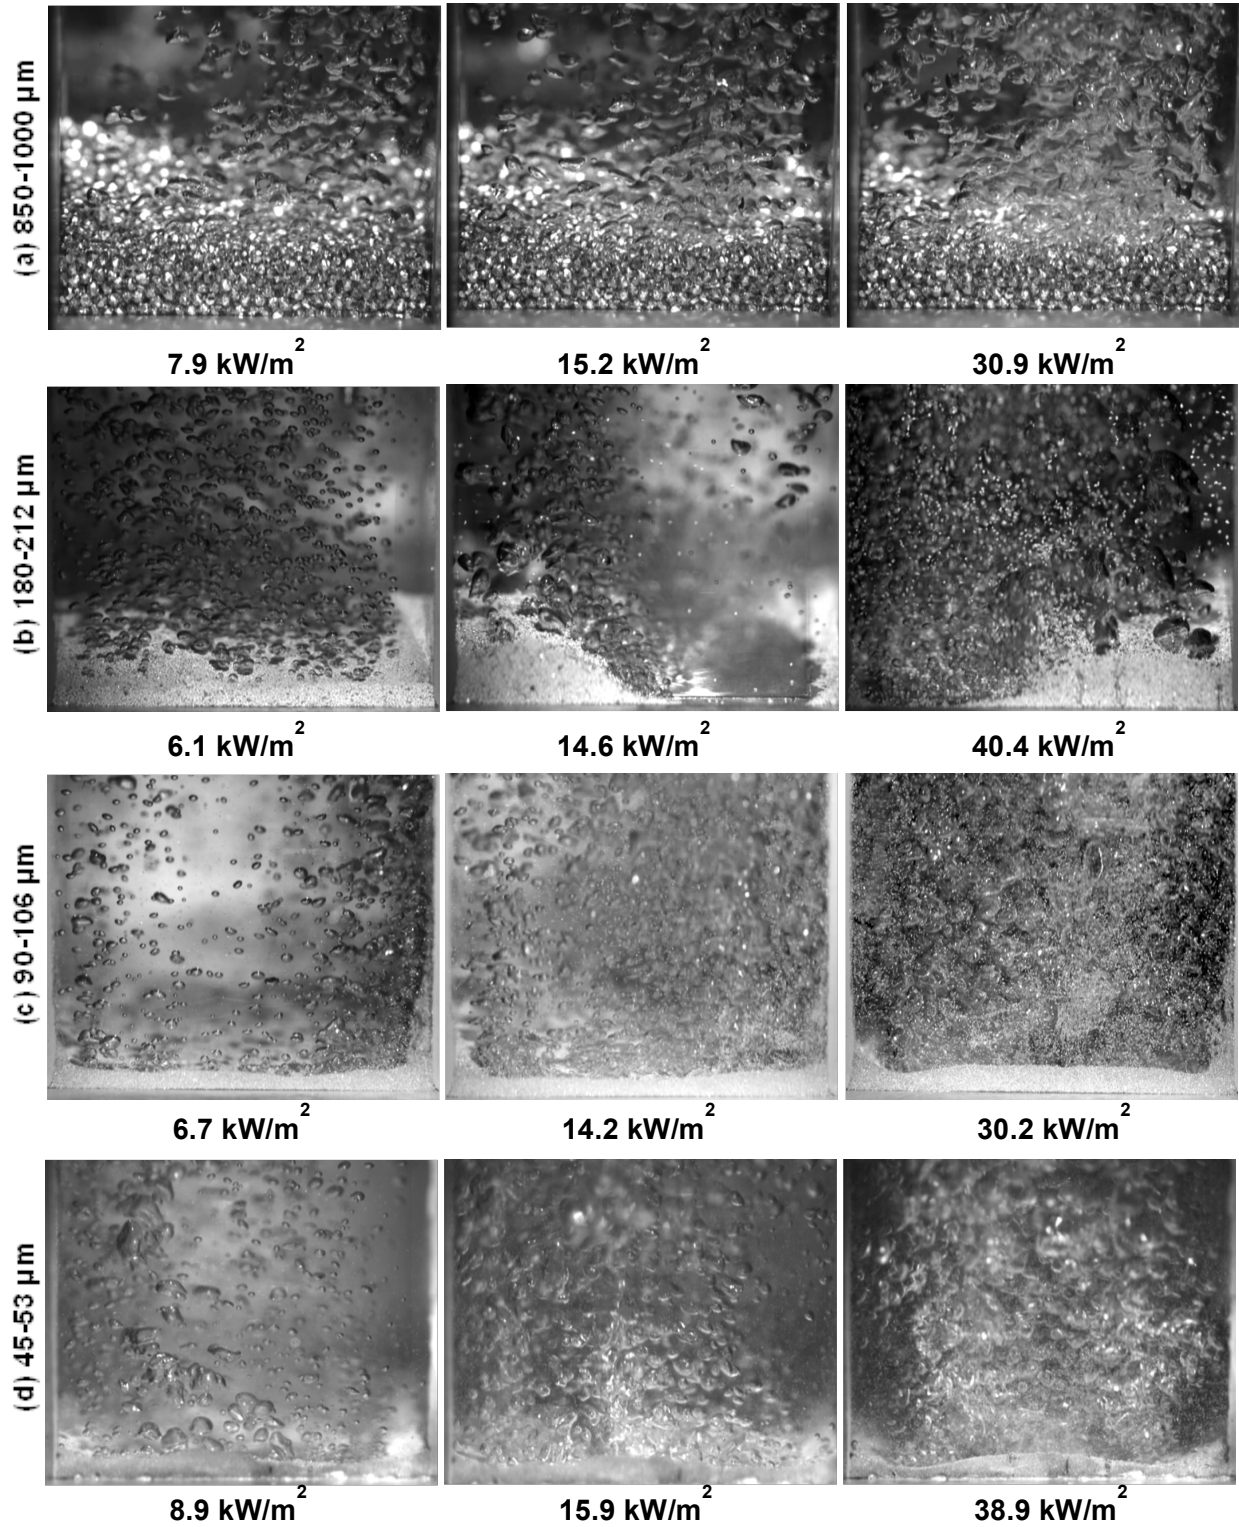 (a) 850-1000 µm
7.9 kW/m²
15.2 kW/m²
30.9 kW/m²
(b) 180-212 µm
6.1 kW/m²
14.6 kW/m²
40.4 kW/m²
(c) 90-106 µm
6.7 kW/m²
14.2 kW/m²
30.2 kW/m²
(d) 45-53 µm
8.9 kW/m²
15.9 kW/m²
38.9 kW/m²